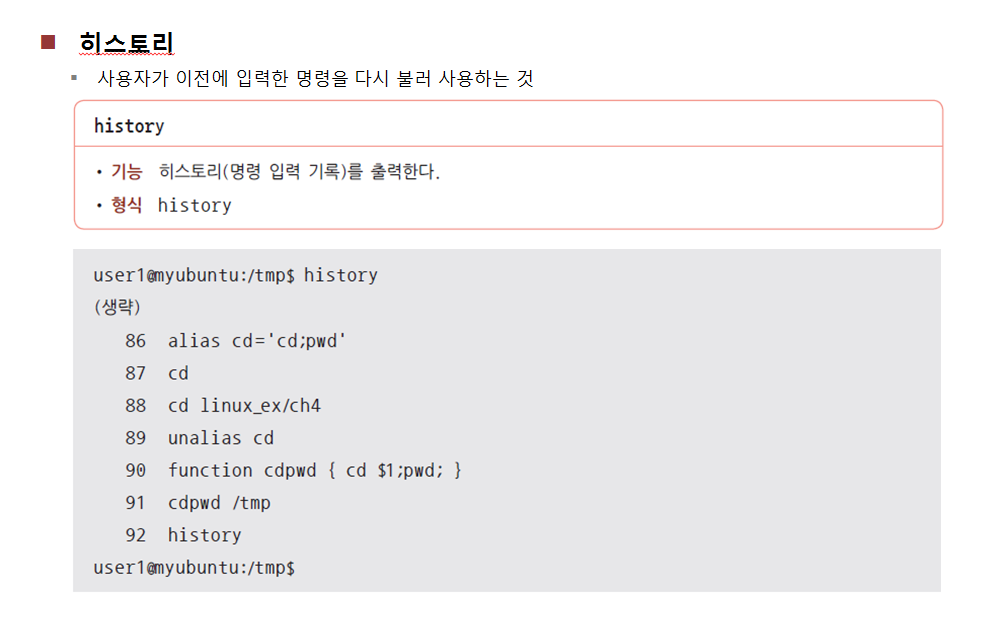 히스토리
사용자가 이전에 입력한 명령을 다시 불러 사용하는 것
history
• 기능 히스토리(명령 입력 기록)를 출력한다.
• 형식 history
user1@myubuntu:/tmp$ history
(생략)
86 alias cd='cd;pwd'
87 cd
88 cd linux_ex/ch4
89 unalias cd
90 function cdpwd { cd $1;pwd; }
91 cdpwd /tmp
92 history
user1@myubuntu:/tmp$